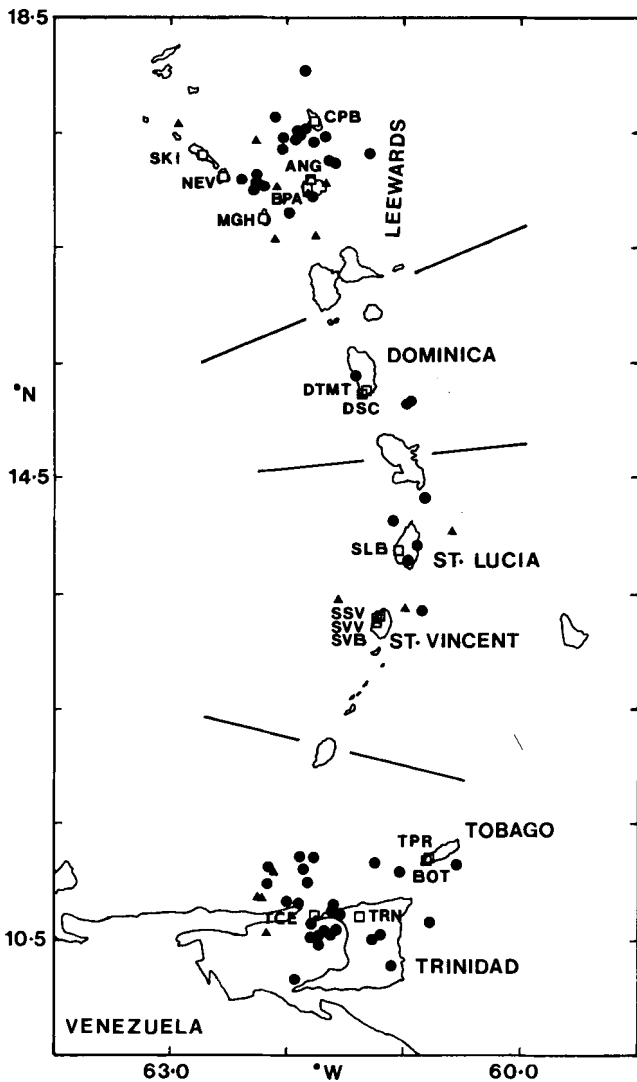 18.5
CPB
SKI
ANG
NEV
BPA
MGH
LEEWARDS
DOMINICA
°N
DTMT
DSC
14.5
SLB
ST. LUCIA
SSV
SVV
SVB
ST. VINCENT
TOBAGO
TPR
BOT
TCE
TRN
10.5
TRINIDAD
VENEZUELA
63.0
°W
60.0